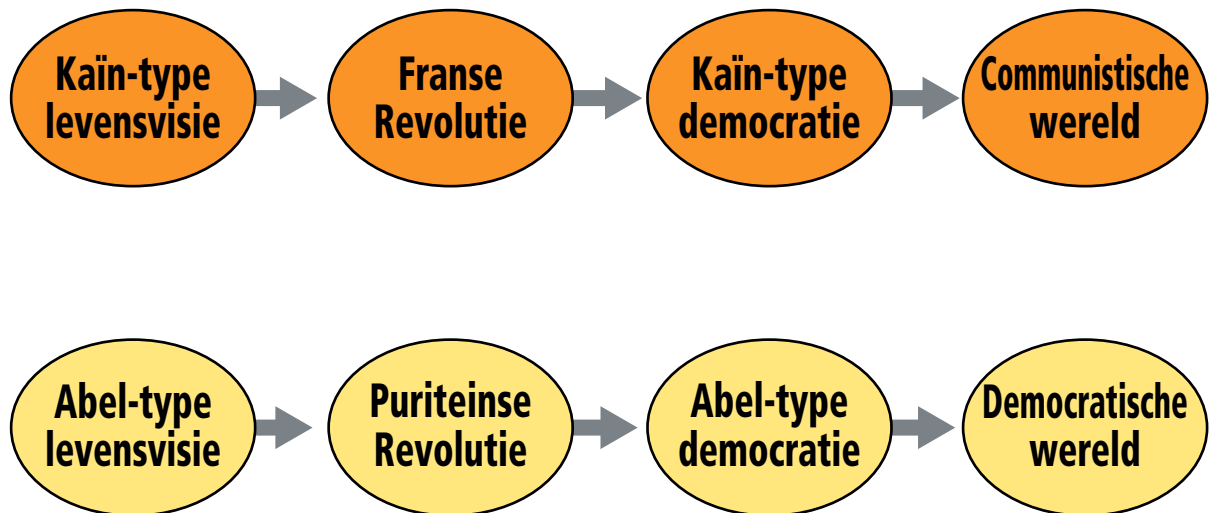 Kaïn-type
levensvisie
Franse
Revolutie
Kaïn-type
democratie
Communistische
wereld
Abel-type
levensvisie
Puriteinse
Revolutie
Abel-type
democratie
Democratische
wereld